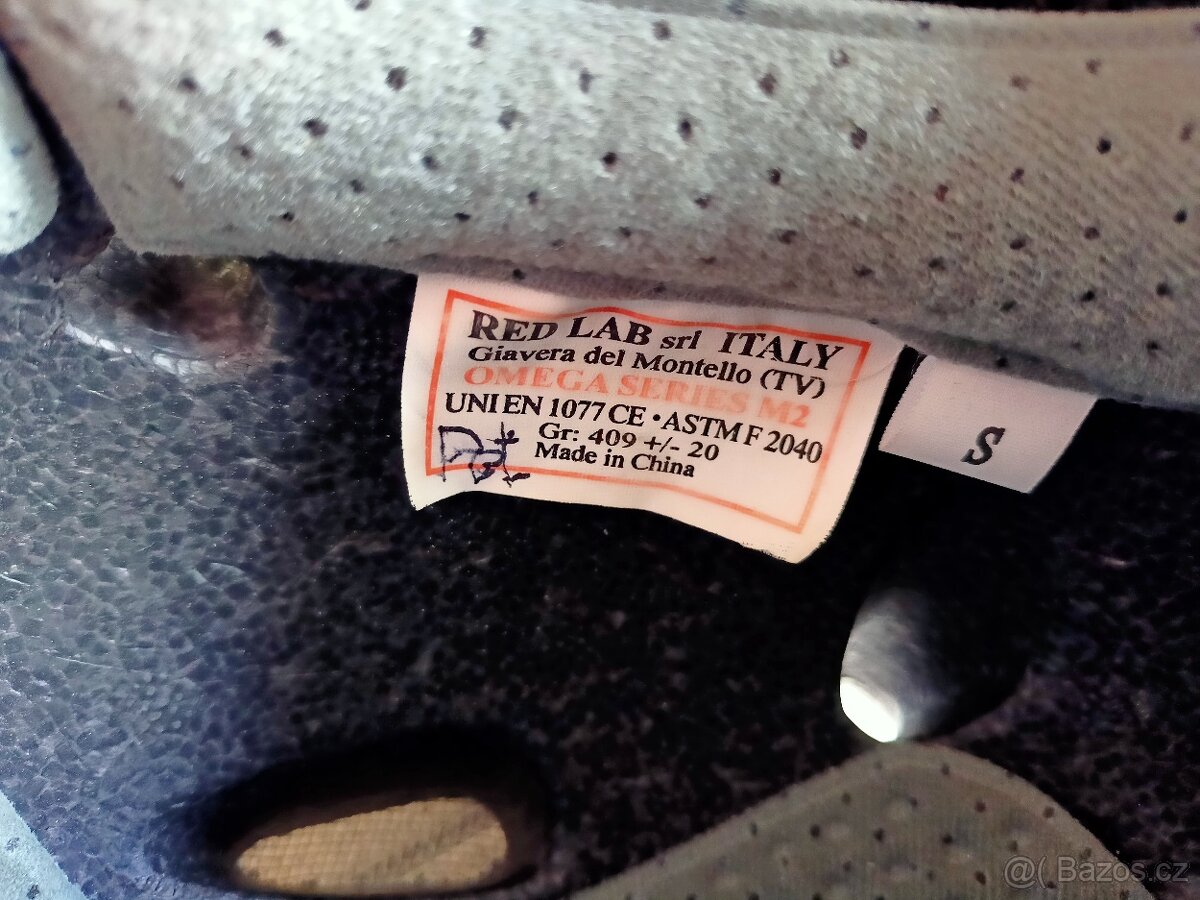 RED LAB srl ITALY
Giavera del Montello (TV)
OMEGA SERIES M2
UNI EN 1077 CE • ASTM F 2040
Gr: 409 +/- 20
Made in China
S
@( Bazos.cz